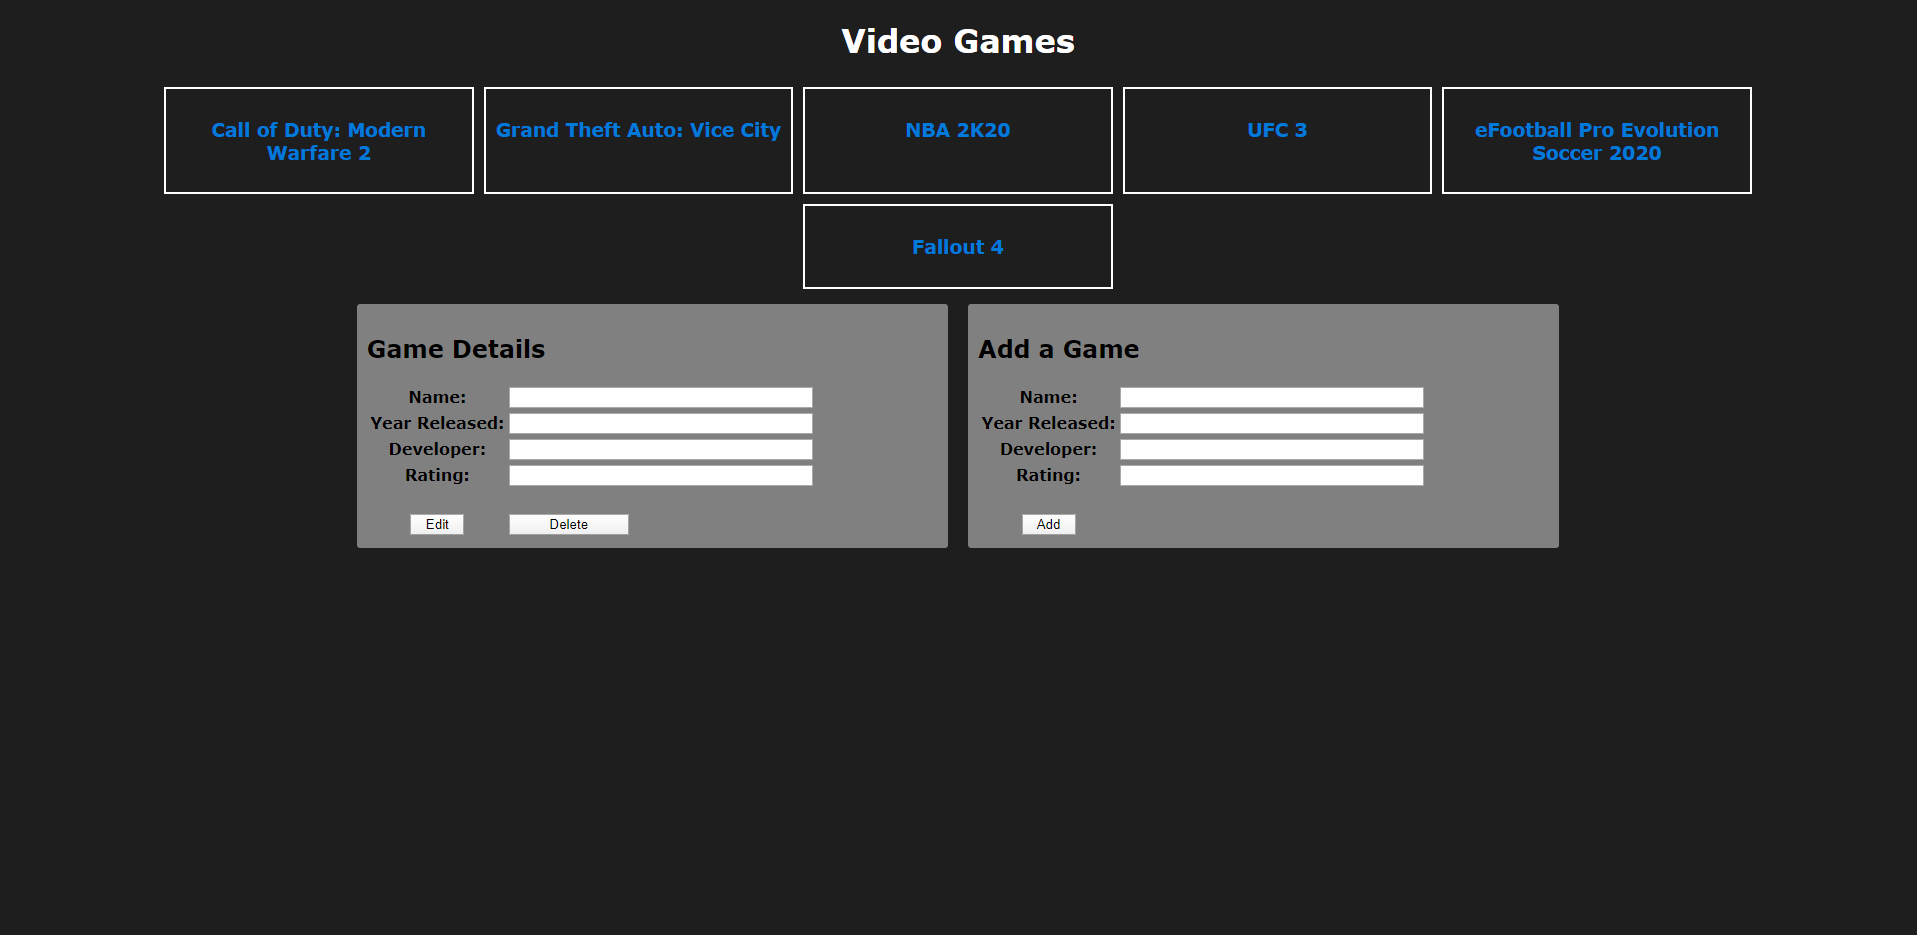 Video Games
Call of Duty: Modern
Warfare 2
Grand Theft Auto: Vice City
NBA 2K20
UFC 3
eFootball Pro Evolution
Soccer 2020
Fallout 4
Game Details
Name:
Year Released:
Developer:
Rating:
Edit
Delete
Add a Game
Name:
Year Released:
Developer:
Rating:
Add